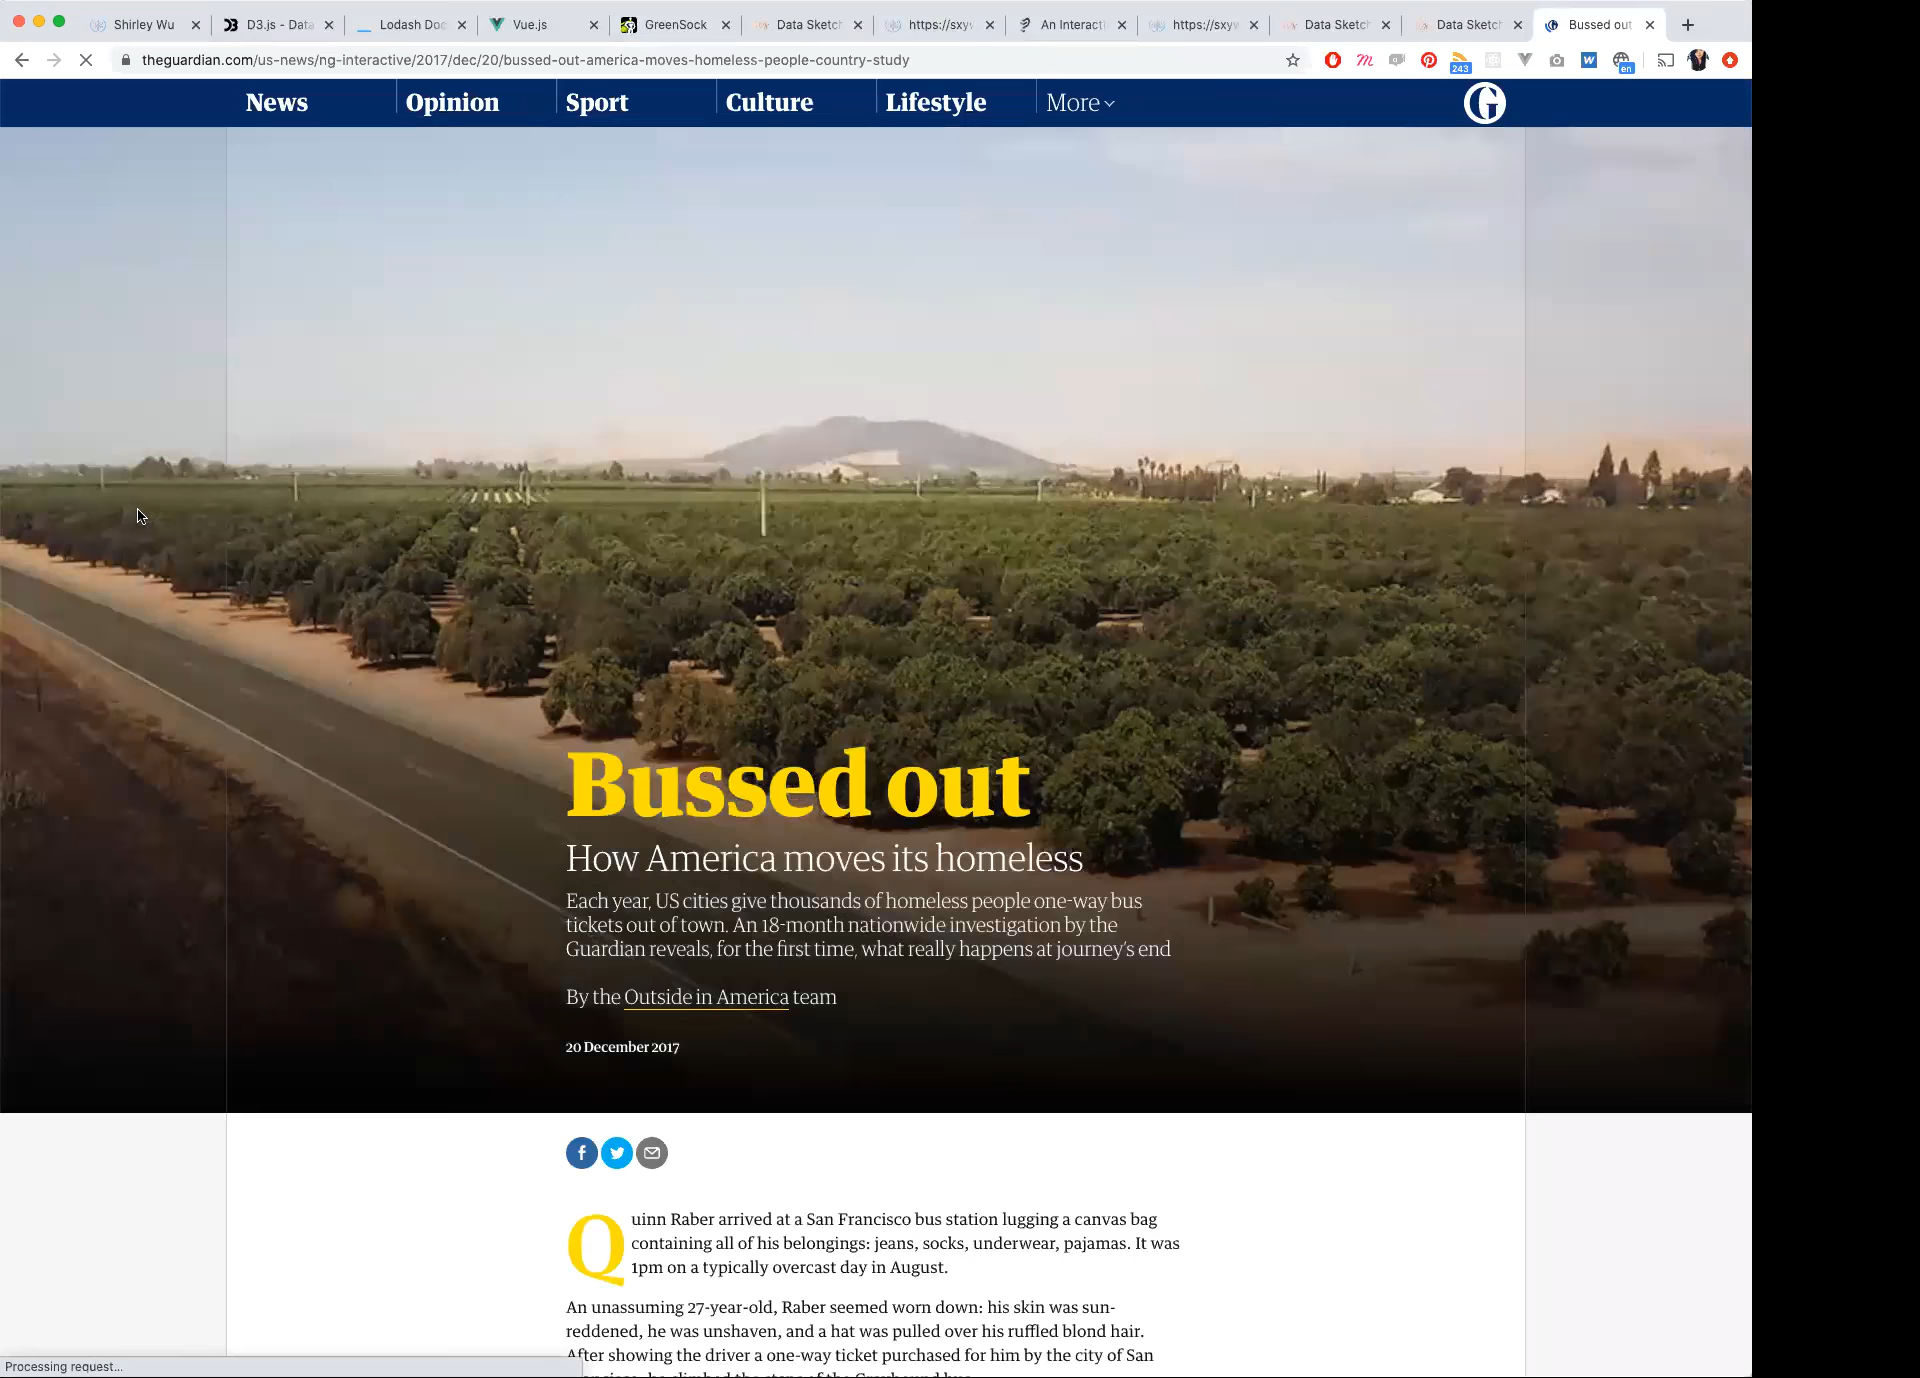 Shirley Wu
D3.js - Data
Lodash Doc
Vue.js
GreenSock
Data Sketch
https://sxyw
An Interacti
https://sxyw
Data Sketch
Data Sketch
Bussed out
theguardian.com/us-news/ng-interactive/2017/dec/20/bussed-out-america-moves-homeless-people-country-study
243
en
News
Opinion
Sport
Culture
Lifestyle
More
Bussed out
How America moves its homeless
Each year, US cities give thousands of homeless people one-way bus
tickets out of town. An 18-month nationwide investigation by the
Guardian reveals, for the first time, what really happens at journey's end
By the Outside in America team
20 December 2017
Quinn Raber arrived at a San Francisco bus station lugging a canvas bag
containing all of his belongings: jeans, socks, underwear, pajamas. It was
1pm on a typically overcast day in August.
An unassuming 27-year-old, Raber seemed worn down: his skin was sun-
reddened, he was unshaven, and a hat was pulled over his ruffled blond hair.
After showing the driver a one-way ticket purchased for him by the city of San
Processing request...